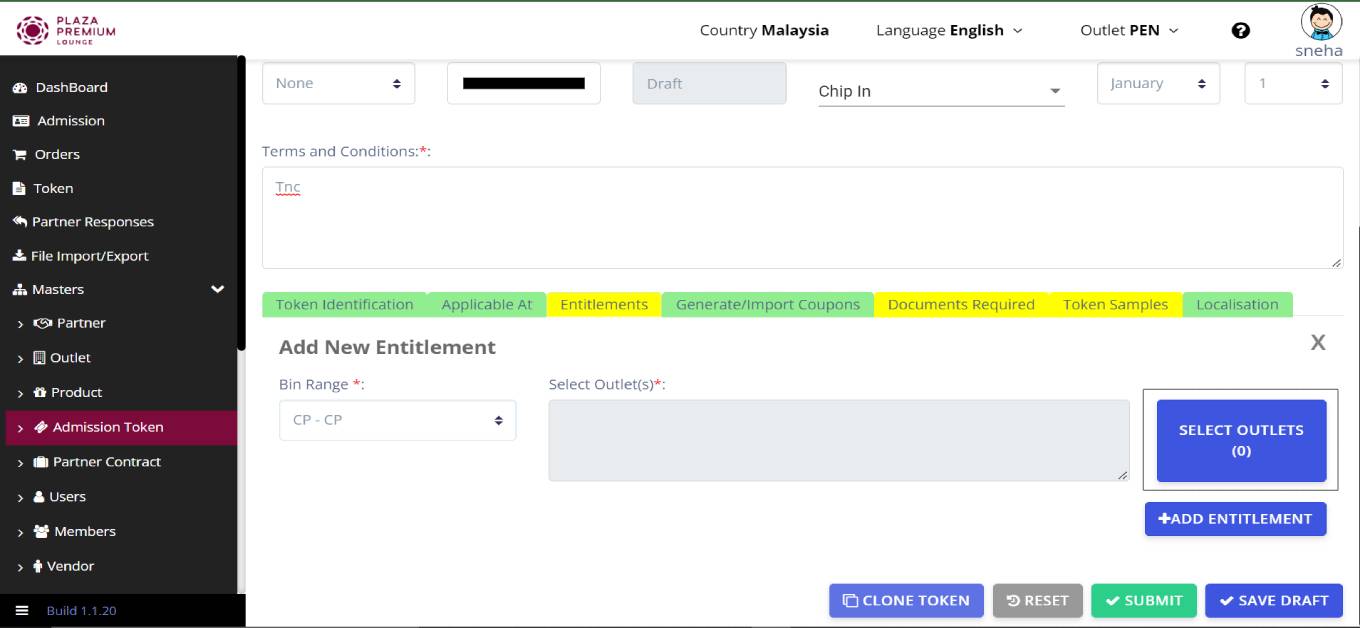 PLAZA
PREMIUM
LOUNGE
Country Malaysia
Language English
Outlet PEN
?
sneha
DashBoard
Admission
Orders
Token
Partner Responses
File Import/Export
Masters
Partner
Outlet
Product
Admission Token
Partner Contract
Users
Members
Vendor
Build 1.1.20
None
Draft
Chip In
January
1
Terms and Conditions:*:
Tnc
Token Identification
Applicable At
Entitlements
Generate/Import Coupons
Documents Required
Token Samples
Localisation
Add New Entitlement
X
Bin Range *:
Select Outlet(s)*:
CP - CP
SELECT OUTLETS
(0)
+ADD ENTITLEMENT
CLONE TOKEN
RESET
SUBMIT
SAVE DRAFT